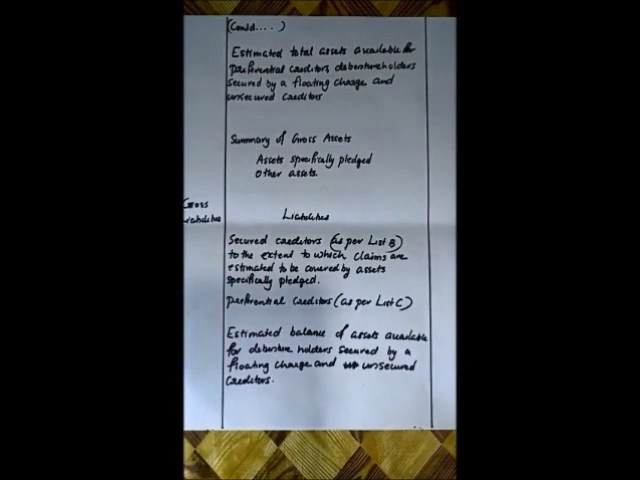 (Contd....)
Estimated total assets available for
preferential creditors, debentureholders
secured by a floating charge and
unsecured creditors
Summary of Gross Assets
Assets specifically pledged
Other assets.
Gross
Liabilities
Liabilities
Secured creditors (as per List B)
to the extent to which claims are
estimated to be covered by assets
specifically pledged.
Preferential creditors (as per List C)
Estimated balance of assets available
for debenture holders secured by a
floating charge and unsecured
creditors.